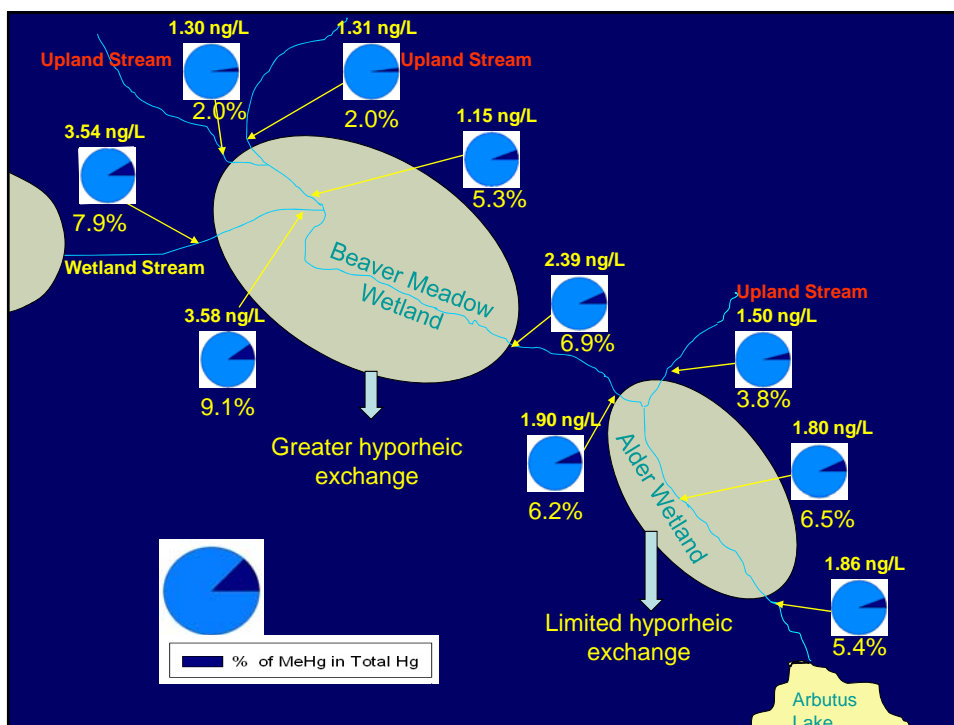 1.30 ng/L
1.31 ng/L
Upland Stream
Upland Stream
2.0%
2.0%
3.54 ng/L
1.15 ng/L
7.9%
5.3%
Wetland Stream
Beaver Meadow
Wetland
2.39 ng/L
Upland Stream
3.58 ng/L
1.50 ng/L
6.9%
9.1%
3.8%
1.90 ng/L
1.80 ng/L
Greater hyporheic
exchange
Alder Wetland
6.2%
6.5%
1.86 ng/L
Limited hyporheic
exchange
5.4%
% of MeHg in Total Hg
Arbutus
Lake